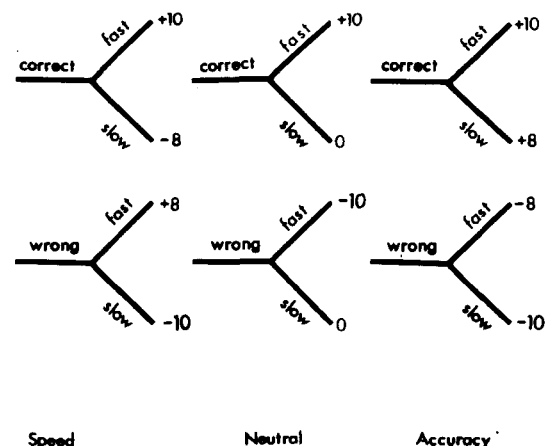 fast +10 fast +10 fast +10
correct correct correct
slow -8 slow 0 slow +8
fast +8 fast -10 fast -8
wrong wrong wrong
slow -10 slow 0 slow -10
Speed Neutral Accuracy